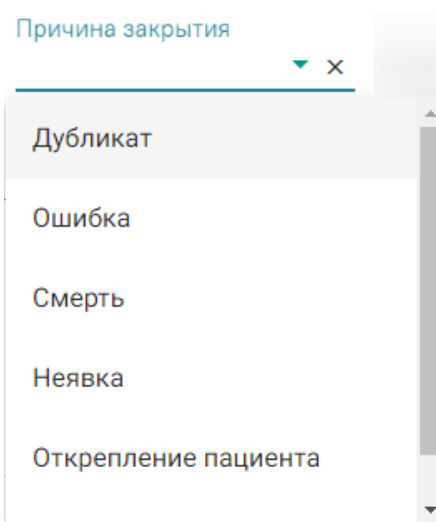 Причина закрытия
Дубликат
Ошибка
Смерть
Неявка
Открепление пациента